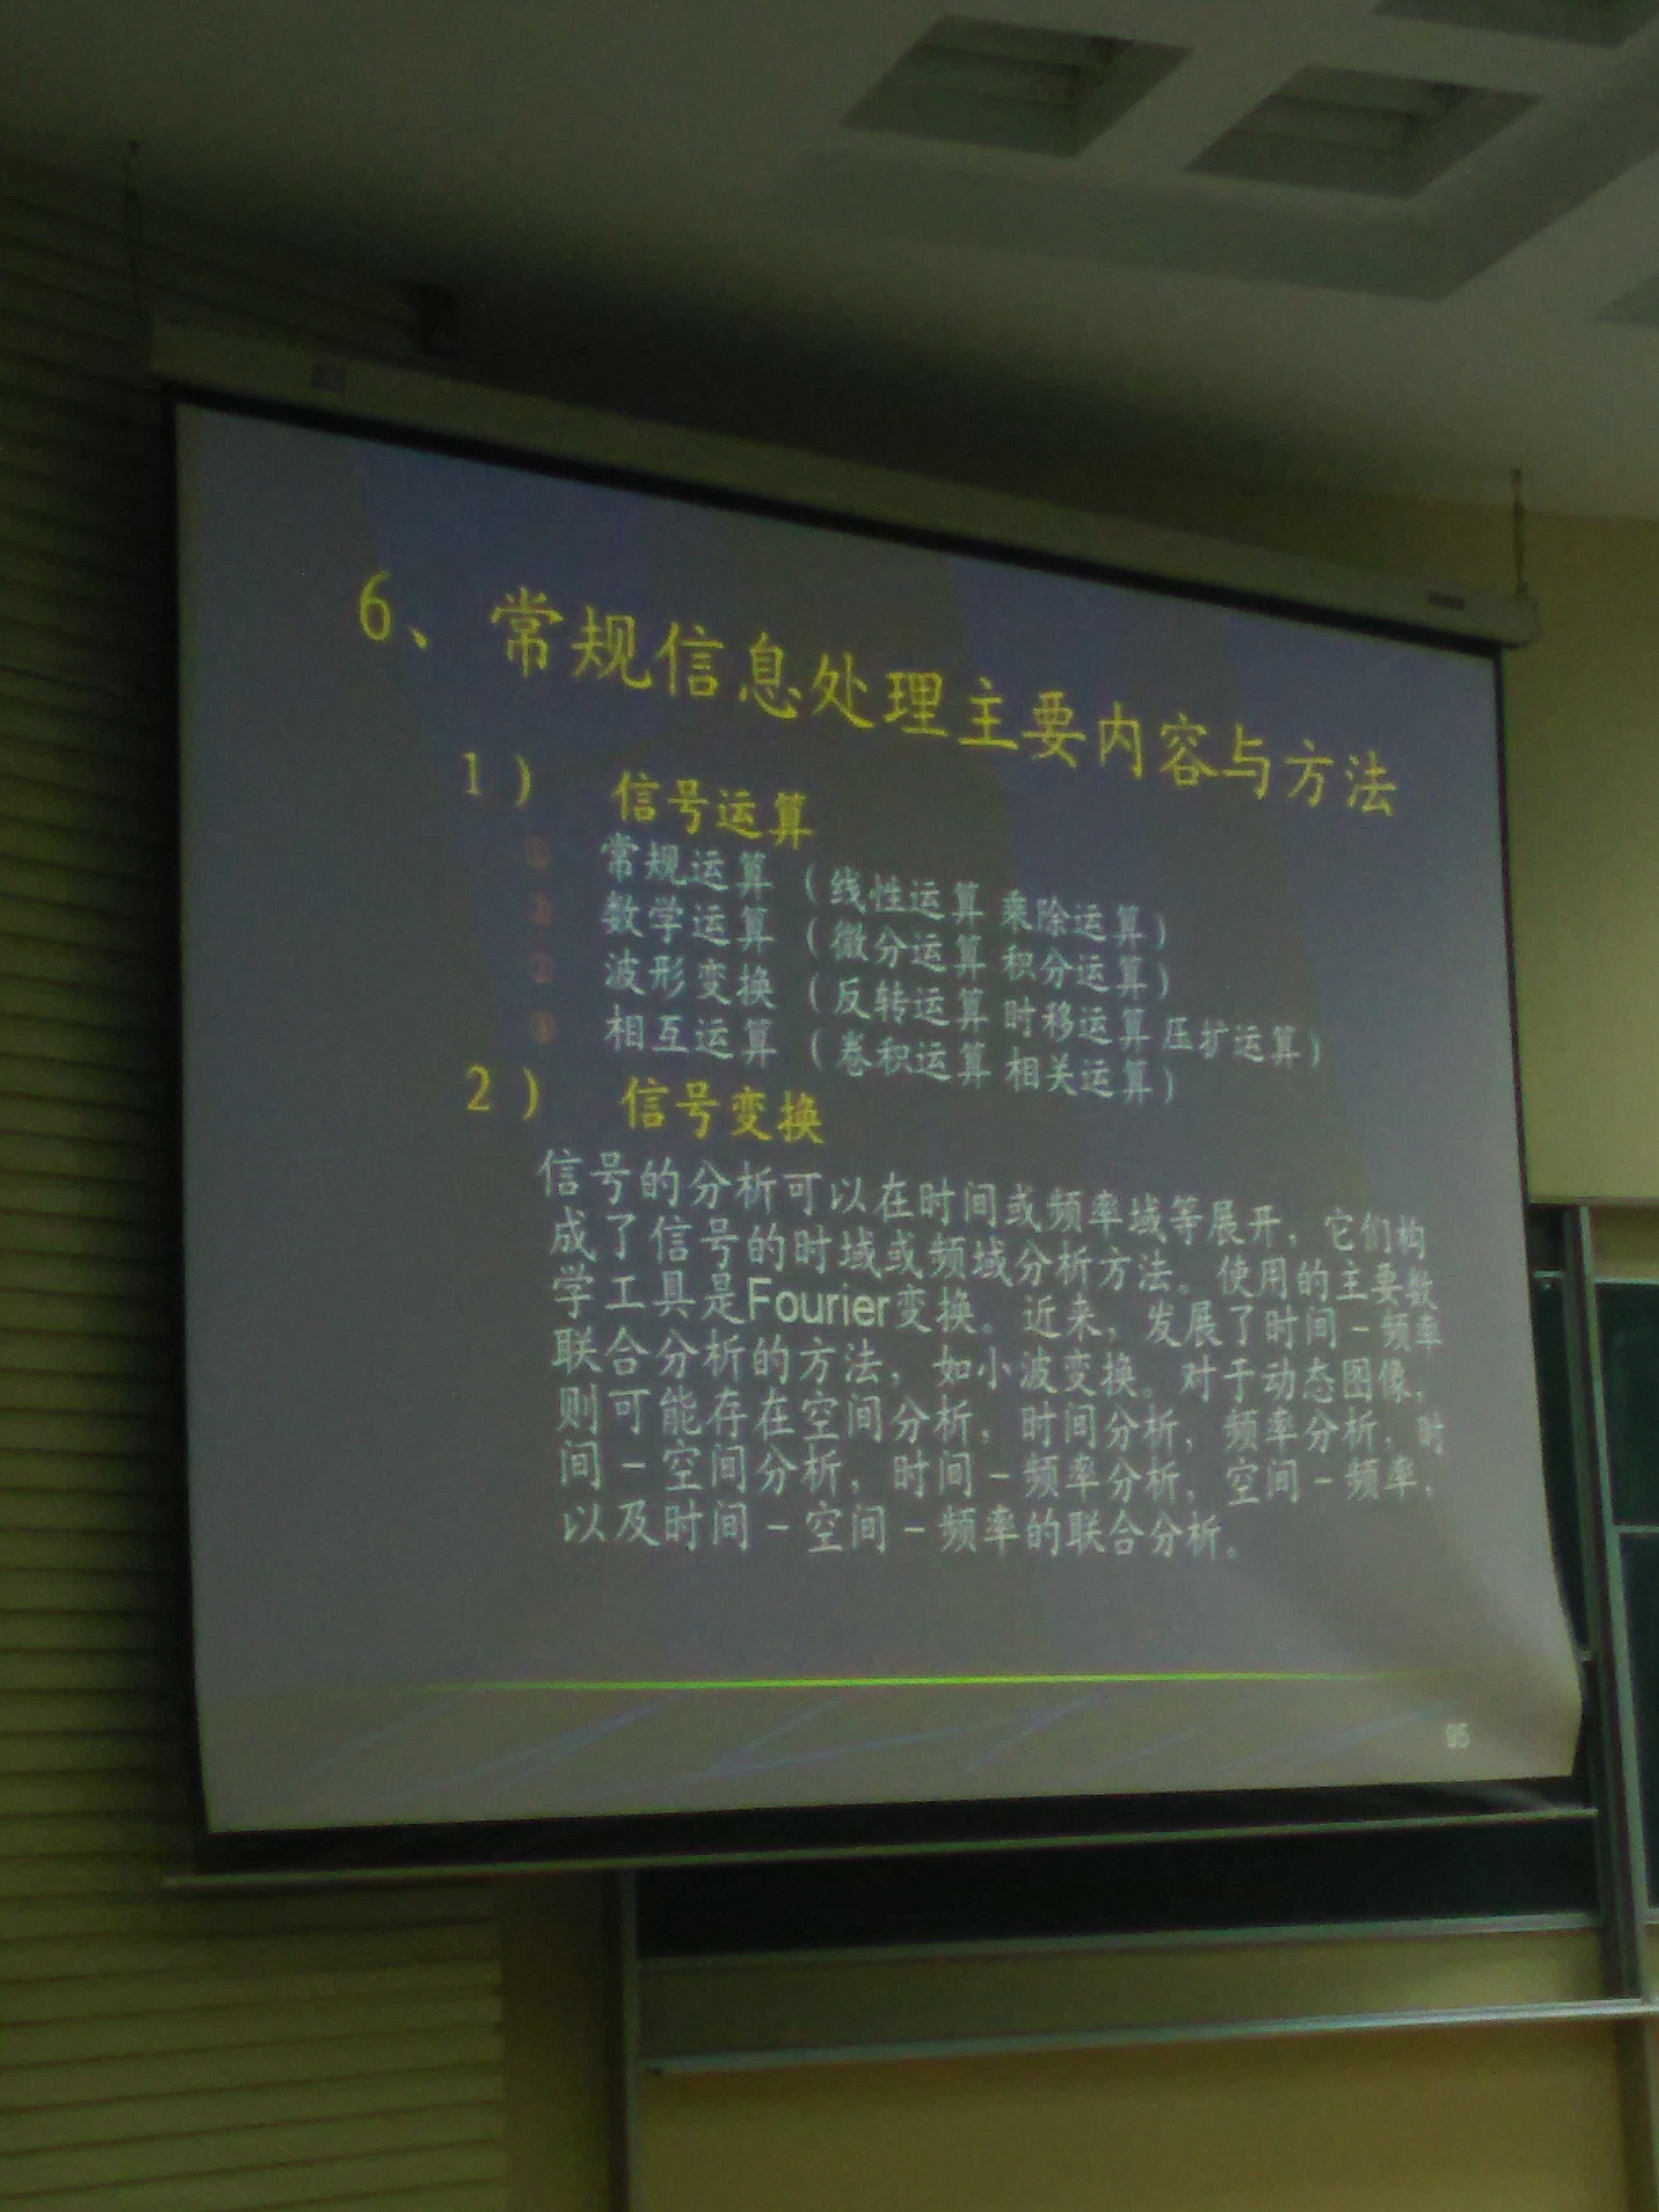 6、常规信息处理主要内容与方法
1） 信号运算
① 常规运算（线性运算 乘除运算）
② 数学运算（微分运算 积分运算）
③ 波形变换（反转运算 时移运算 压扩运算）
④ 相互运算（卷积运算 相关运算）
2） 信号变换
信号的分析可以在时间或频率域等展开，它们构
成了信号的时域或频域分析方法。使用的主要数
学工具是Fourier变换。近来，发展了时间－频率
联合分析的方法，如小波变换。对于动态图像，
则可能存在空间分析，时间分析，频率分析，时
间－空间分析，时间－频率分析，空间－频率，
以及时间－空间－频率的联合分析。
95